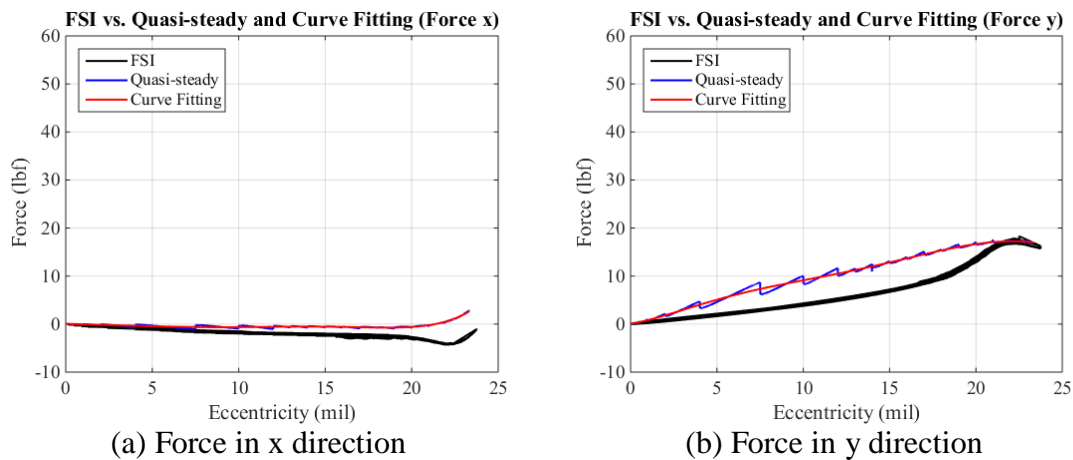 FSI vs. Quasi-steady and Curve Fitting (Force x)
60
50
40
30
20
10
0
-10
Force (lbf)
FSI
Quasi-steady
Curve Fitting
0 5 10 15 20 25
Eccentricity (mil)
(a) Force in x direction
FSI vs. Quasi-steady and Curve Fitting (Force y)
60
50
40
30
20
10
0
-10
Force (lbf)
FSI
Quasi-steady
Curve Fitting
0 5 10 15 20 25
Eccentricity (mil)
(b) Force in y direction